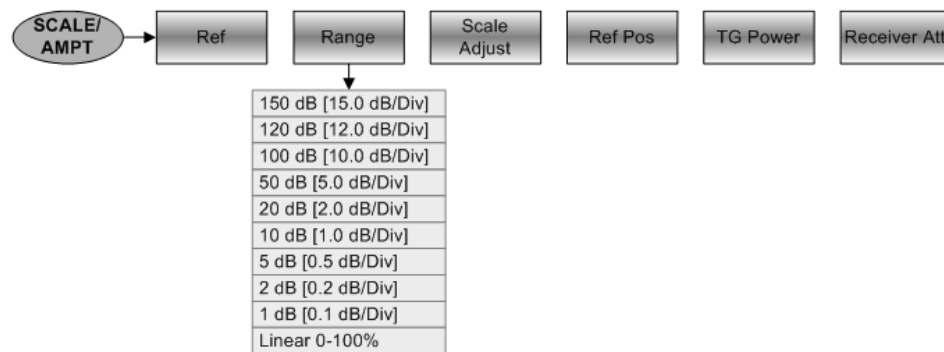 SCALE/
AMPT
Ref
Range
Scale
Adjust
Ref Pos
TG Power
Receiver Att
150 dB [15.0 dB/Div]
120 dB [12.0 dB/Div]
100 dB [10.0 dB/Div]
50 dB [5.0 dB/Div]
20 dB [2.0 dB/Div]
10 dB [1.0 dB/Div]
5 dB [0.5 dB/Div]
2 dB [0.2 dB/Div]
1 dB [0.1 dB/Div]
Linear 0-100%